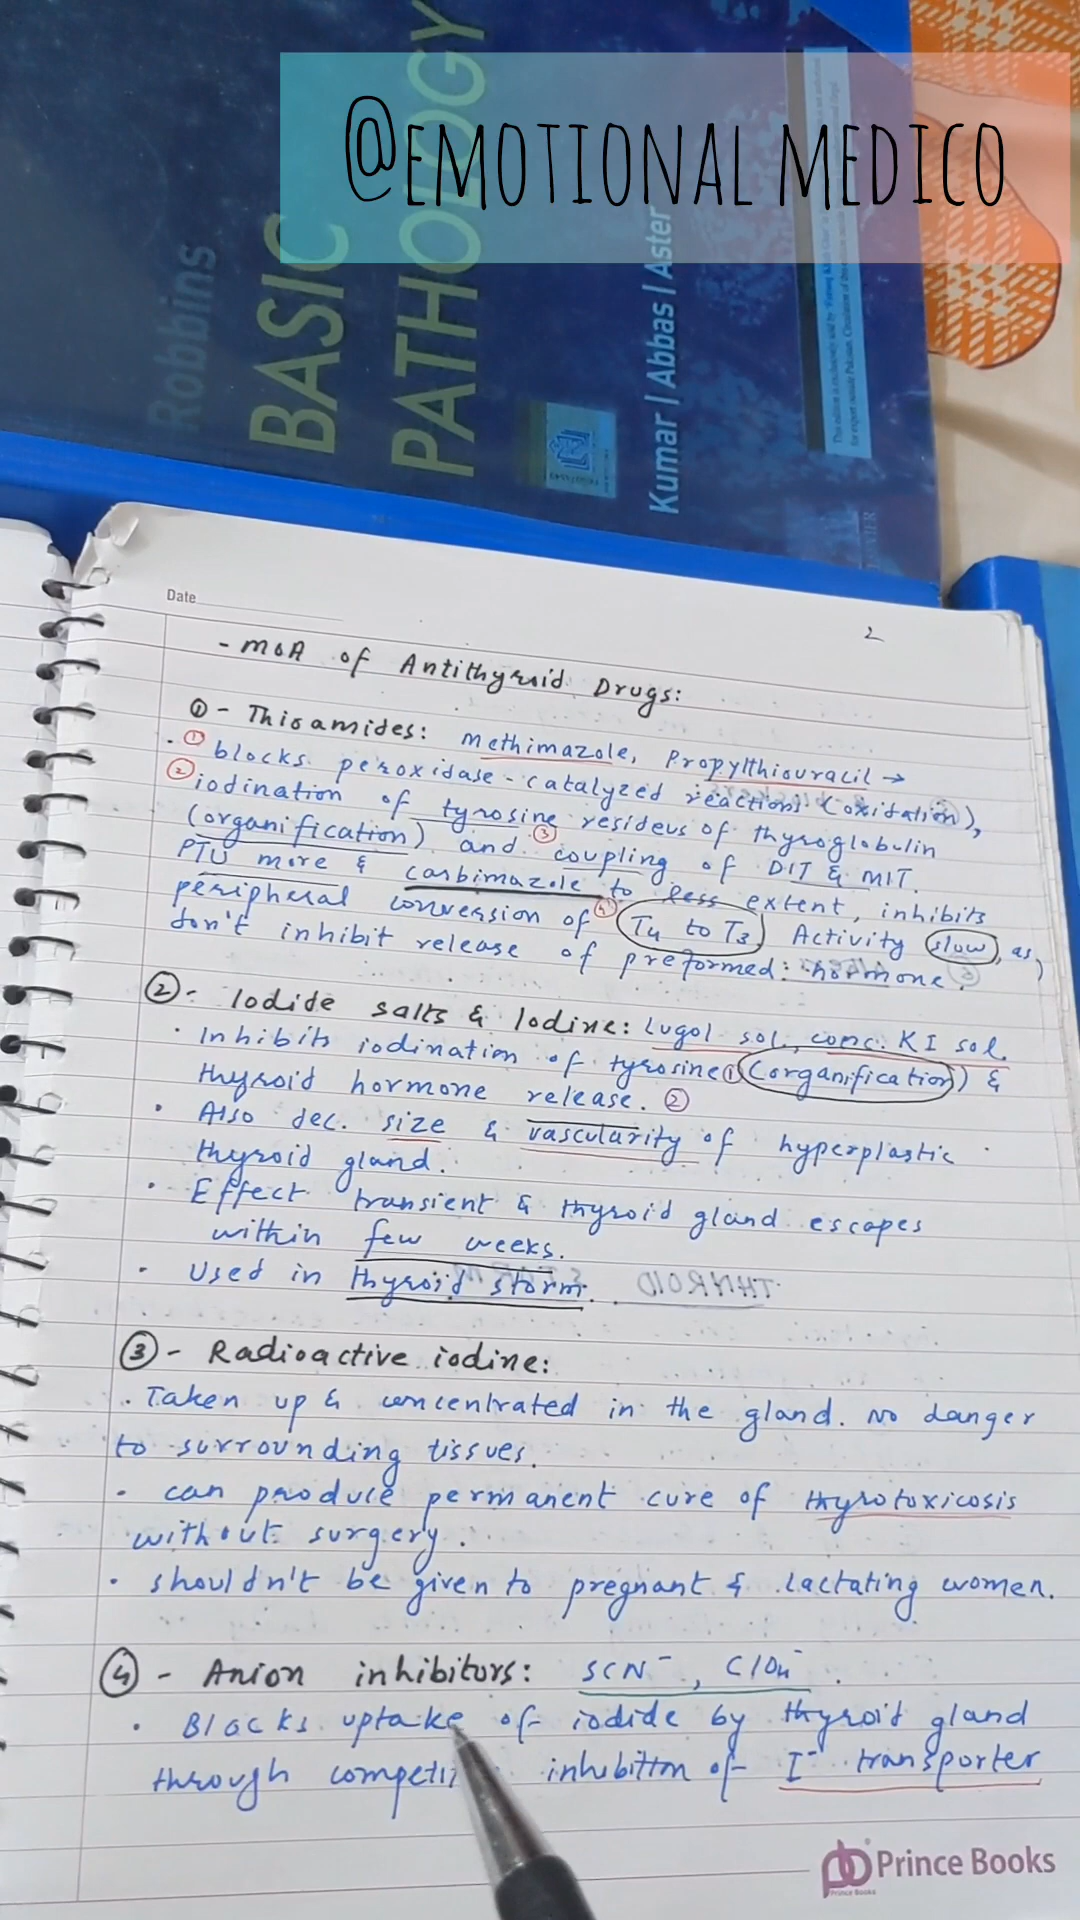 @EMOTIONAL MEDICO
Robbins
BASIC
PATHOLOGY
Kumar | Abbas | Aster
Date
2
- MOA of Antithyroid Drugs:
① - Thioamides: Methimazole, Propylthiouracil →
. ① blocks peroxidase-catalyzed reactions (oxidation),
② iodination of tyrosine resideus of thyroglobulin
(organification) and ③ coupling of DIT & MIT.
PTU more & carbimazole to less extent, inhibits
peripheral conversion of ④ T4 to T3 Activity slow, as,
don't inhibit release of preformed hormone.
② - Iodide salts & Iodine: Lugol sol., conc. KI sol.
· Inhibits iodination of tyrosine ① (organification) &
thyroid hormone release. ②
· Also dec. size & vascularity of hyperplastic
thyroid gland.
· Effect transient & thyroid gland escapes
within few weeks.
· Used in thyroid storm.
③ - Radioactive iodine:
. Taken up & concentrated in the gland. No danger
to surrounding tissues.
· can produce permanent cure of thyrotoxicosis
without surgery.
· shouldn't be given to pregnant & lactating women.
④ - Anion inhibitors: SCN⁻, ClO4⁻
· Blocks uptake of iodide by thyroid gland
through inhibition of I⁻ transporter
Prince Books